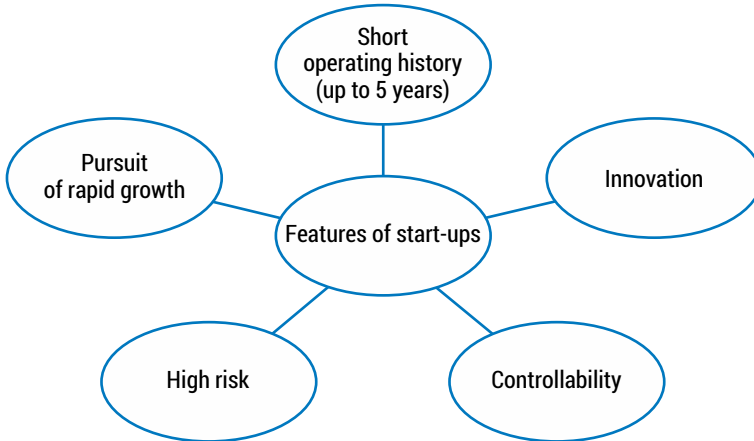 Short
operating history
(up to 5 years)
Pursuit
of rapid growth
Innovation
Features of start-ups
High risk
Controllability